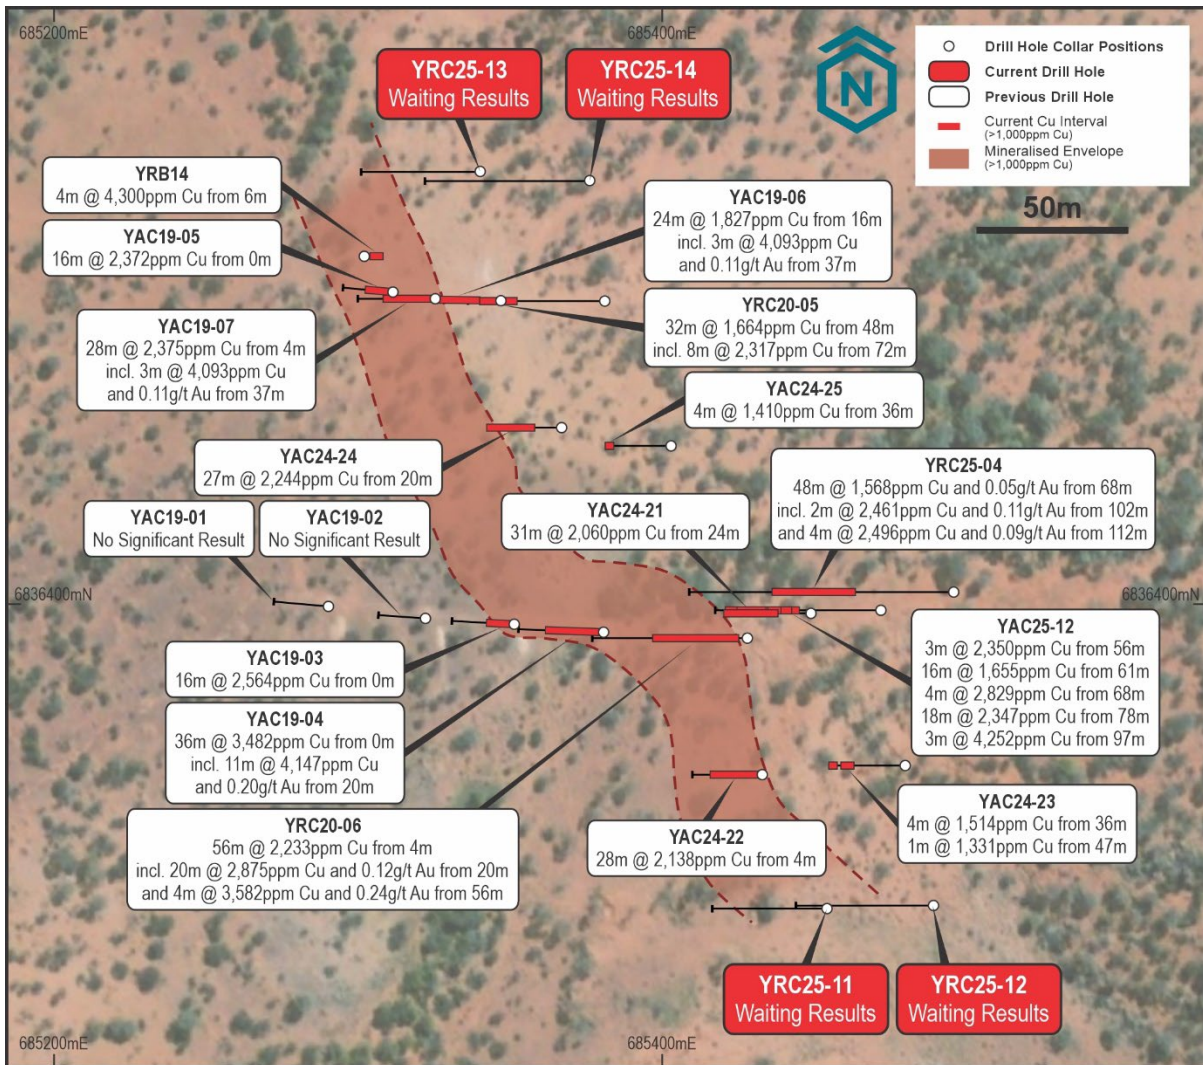 685200mE
685400mE
YRC25-13
Waiting Results
YRC25-14
Waiting Results
N
Drill Hole Collar Positions
Current Drill Hole
Previous Drill Hole
Current Cu Interval
(>1,000ppm Cu)
Mineralised Envelope
(>1,000ppm Cu)
50m
YRB14
4m @ 4,300ppm Cu from 6m
YAC19-05
16m @ 2,372ppm Cu from 0m
YAC19-06
24m @ 1,827ppm Cu from 16m
incl. 3m @ 4,093ppm Cu
and 0.11g/t Au from 37m
YAC19-07
28m @ 2,375ppm Cu from 4m
incl. 3m @ 4,093ppm Cu
and 0.11g/t Au from 37m
YRC20-05
32m @ 1,664ppm Cu from 48m
incl. 8m @ 2,317ppm Cu from 72m
YAC24-25
4m @ 1,410ppm Cu from 36m
YAC24-24
27m @ 2,244ppm Cu from 20m
YRC25-04
48m @ 1,568ppm Cu and 0.05g/t Au from 68m
incl. 2m @ 2,461ppm Cu and 0.11g/t Au from 102m
and 4m @ 2,496ppm Cu and 0.09g/t Au from 112m
YAC24-21
31m @ 2,060ppm Cu from 24m
YAC19-01
No Significant Result
YAC19-02
No Significant Result
6836400mN
6836400mN
YAC25-12
3m @ 2,350ppm Cu from 56m
16m @ 1,655ppm Cu from 61m
4m @ 2,829ppm Cu from 68m
18m @ 2,347ppm Cu from 78m
3m @ 4,252ppm Cu from 97m
YAC19-03
16m @ 2,564ppm Cu from 0m
YAC19-04
36m @ 3,482ppm Cu from 0m
incl. 11m @ 4,147ppm Cu
and 0.20g/t Au from 20m
YRC20-06
56m @ 2,233ppm Cu from 4m
incl. 20m @ 2,875ppm Cu and 0.12g/t Au from 20m
and 4m @ 3,582ppm Cu and 0.24g/t Au from 56m
YAC24-22
28m @ 2,138ppm Cu from 4m
YAC24-23
4m @ 1,514ppm Cu from 36m
1m @ 1,331ppm Cu from 47m
YRC25-11
Waiting Results
YRC25-12
Waiting Results
685200mE
685400mE